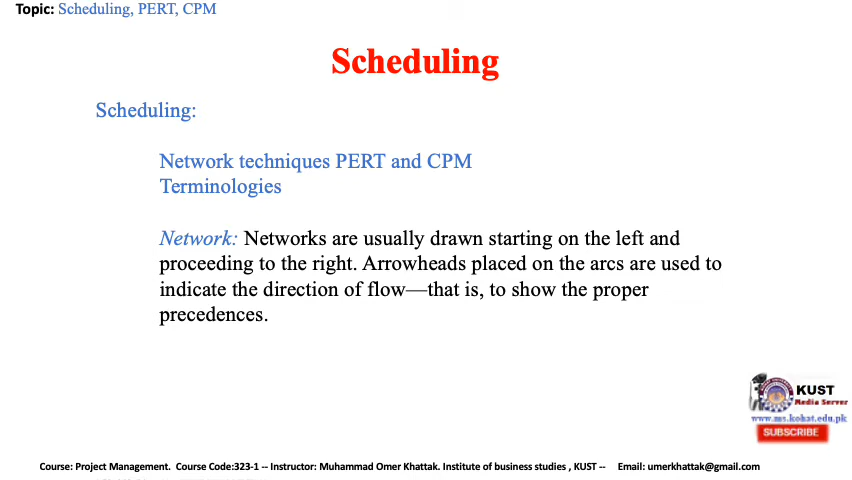 Topic: Scheduling, PERT, CPM
Scheduling
Scheduling:
Network techniques PERT and CPM
Terminologies
Network: Networks are usually drawn starting on the left and
proceeding to the right. Arrowheads placed on the arcs are used to
indicate the direction of flow—that is, to show the proper
precedences.
KUST
Media Server
www.ms.kohat.edu.pk
SUBSCRIBE
Course: Project Management. Course Code:323-1 -- Instructor: Muhammad Omer Khattak. Institute of business studies , KUST -- Email: umerkhattak@gmail.com